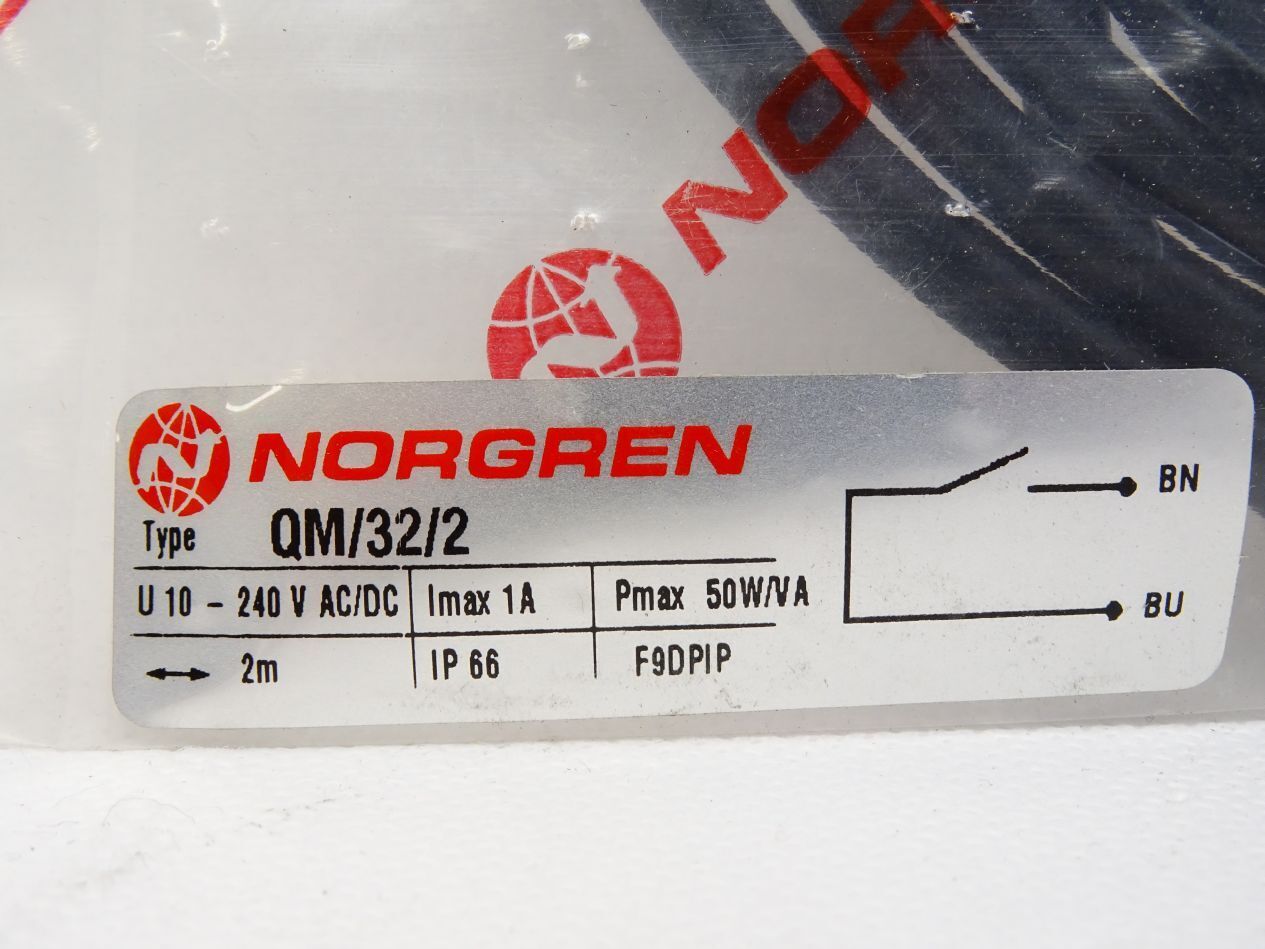 NOR
NORGREN
Type QM/32/2
U 10 - 240 V AC/DC Imax 1A Pmax 50W/VA
2m IP 66 F9DPIP
BN
BU